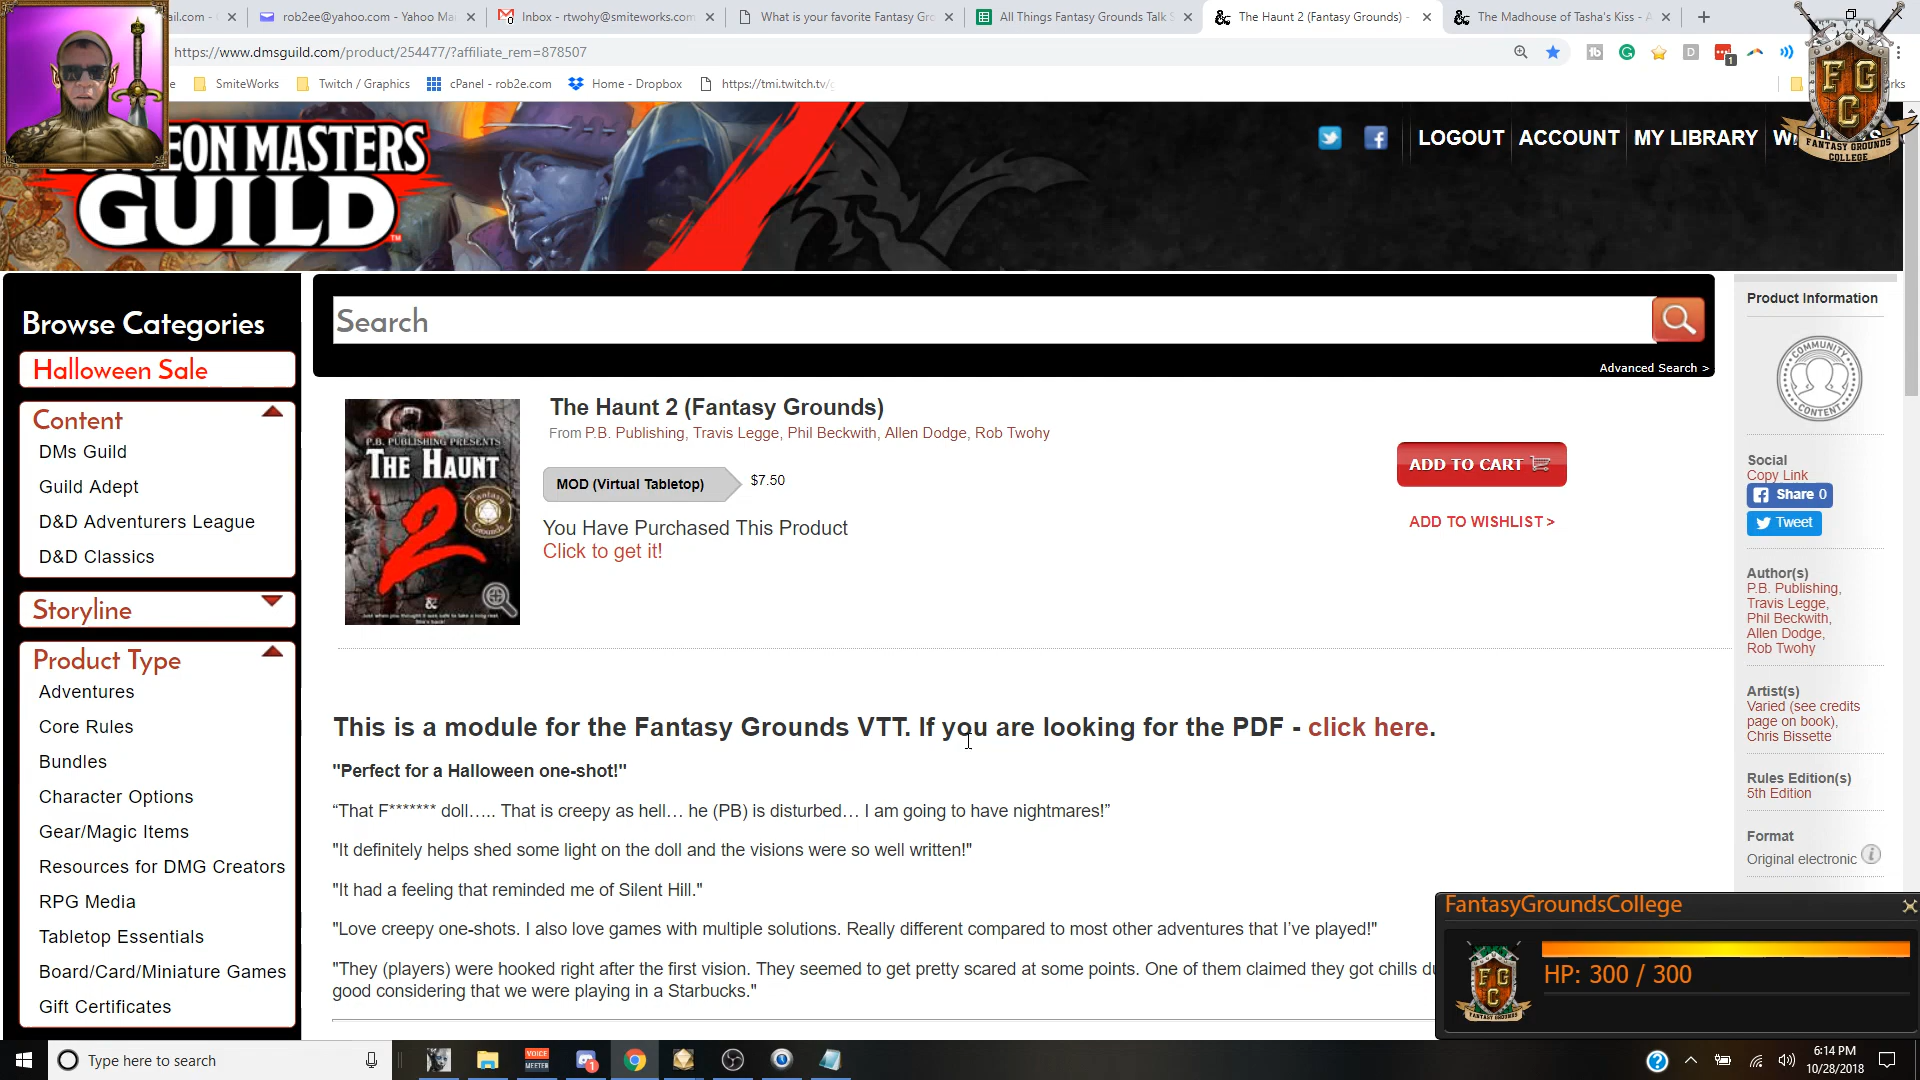 ail.com -
rob2ee@yahoo.com - Yahoo Ma
Inbox - rtwohy@smiteworks.com
What is your favorite Fantasy Gro
All Things Fantasy Grounds Talk S
The Haunt 2 (Fantasy Grounds) -
The Madhouse of Tasha's Kiss - A
https://www.dmsguild.com/product/254477/?affiliate_rem=878507
SmiteWorks
Twitch / Graphics
cPanel - rob2e.com
Home - Dropbox
https://tmi.twitch.tv/g
rks
FGC
FANTASY GROUNDS
COLLEGE
EON MASTERS
GUILD
LOGOUT
ACCOUNT
MY LIBRARY
Browse Categories
Halloween Sale
Content
DMs Guild
Guild Adept
D&D Adventurers League
D&D Classics
Storyline
Product Type
Adventures
Core Rules
Bundles
Character Options
Gear/Magic Items
Resources for DMG Creators
RPG Media
Tabletop Essentials
Board/Card/Miniature Games
Gift Certificates
Search
Advanced Search >
P.B. PUBLISHING PRESENTS
THE HAUNT
2
Fantasy
Grounds
The Haunt 2 (Fantasy Grounds)
From P.B. Publishing, Travis Legge, Phil Beckwith, Allen Dodge, Rob Twohy
MOD (Virtual Tabletop) $7.50
You Have Purchased This Product
Click to get it!
ADD TO CART
ADD TO WISHLIST >
This is a module for the Fantasy Grounds VTT. If you are looking for the PDF - click here.
"Perfect for a Halloween one-shot!"
“That F******* doll….. That is creepy as hell… he (PB) is disturbed… I am going to have nightmares!”
"It definitely helps shed some light on the doll and the visions were so well written!"
"It had a feeling that reminded me of Silent Hill."
"Love creepy one-shots. I also love games with multiple solutions. Really different compared to most other adventures that I’ve played!"
"They (players) were hooked right after the first vision. They seemed to get pretty scared at some points. One of them claimed they got chills du
good considering that we were playing in a Starbucks."
Product Information
COMMUNITY
CONTENT
Social
Copy Link
Share 0
Tweet
Author(s)
P.B. Publishing,
Travis Legge,
Phil Beckwith,
Allen Dodge,
Rob Twohy
Artist(s)
Varied (see credits
page on book),
Chris Bissette
Rules Edition(s)
5th Edition
Format
Original electronic
FantasyGroundsCollege
FGC
FANTASY GROUNDS
HP: 300 / 300
Type here to search
VOICE
MEETER
1
6:14 PM
10/28/2018